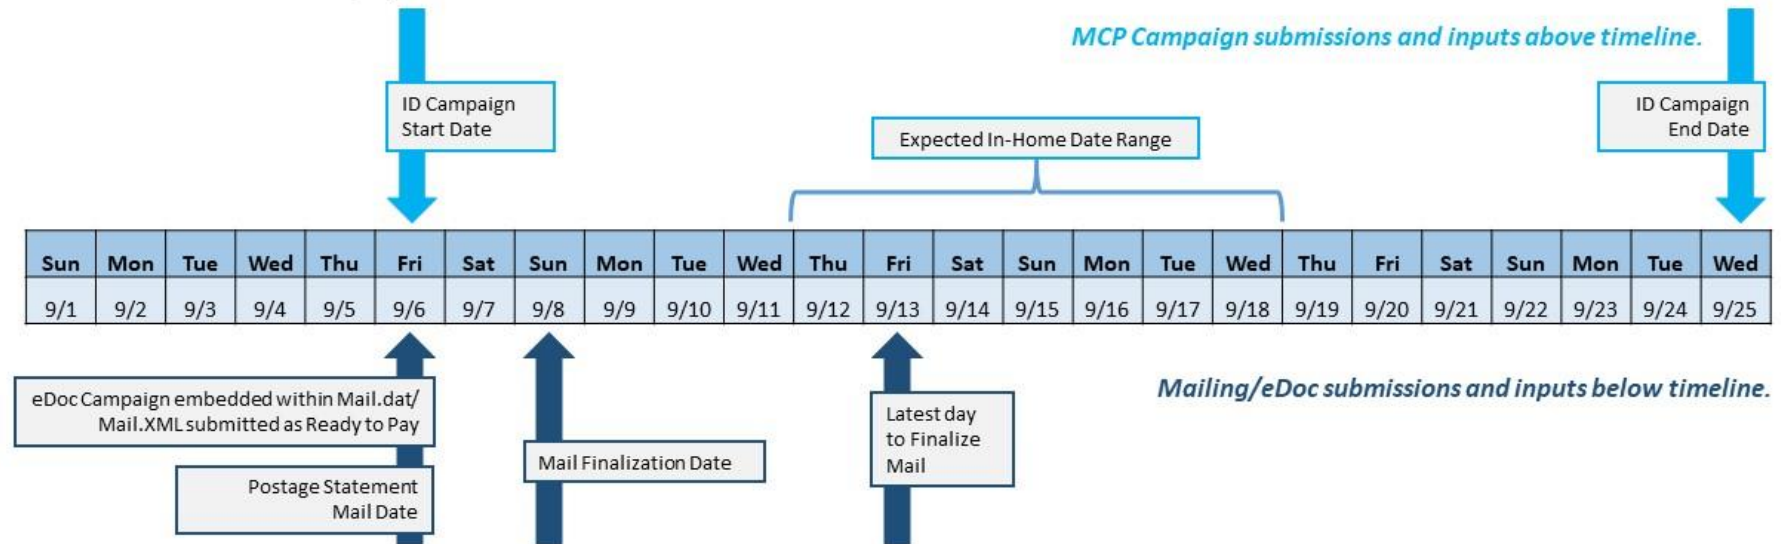 MCP Campaign submissions and inputs above timeline.
ID Campaign
Start Date
Expected In-Home Date Range
ID Campaign
End Date
Sun Mon Tue Wed Thu Fri Sat Sun Mon Tue Wed Thu Fri Sat Sun Mon Tue Wed Thu Fri Sat Sun Mon Tue Wed
9/1 9/2 9/3 9/4 9/5 9/6 9/7 9/8 9/9 9/10 9/11 9/12 9/13 9/14 9/15 9/16 9/17 9/18 9/19 9/20 9/21 9/22 9/23 9/24 9/25
eDoc Campaign embedded within Mail.dat/
Mail.XML submitted as Ready to Pay
Postage Statement
Mail Date
Mail Finalization Date
Latest day
to Finalize
Mail
Mailing/eDoc submissions and inputs below timeline.